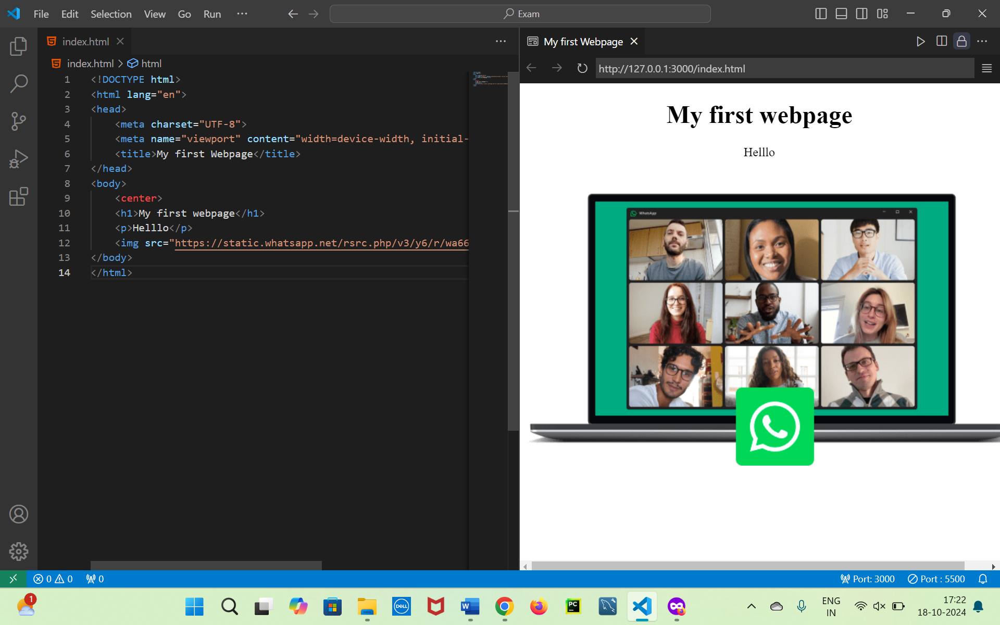 File Edit Selection View Go Run ···
Exam
index.html
index.html > html
1 <!DOCTYPE html>
2 <html lang="en">
3 <head>
4 <meta charset="UTF-8">
5 <meta name="viewport" content="width=device-width, initial-
6 <title>My first Webpage</title>
7 </head>
8 <body>
9 <center>
10 <h1>My first webpage</h1>
11 <p>Helllo</p>
12 <img src="https://static.whatsapp.net/rsrc.php/v3/y6/r/wa66
13 </body>
14 </html>
My first Webpage
http://127.0.0.1:3000/index.html
My first webpage
Helllo
WhatsApp
0 0 0
Port: 3000 Port : 5500
1
DELL
W
PC
ENG
IN
17:22
18-10-2024